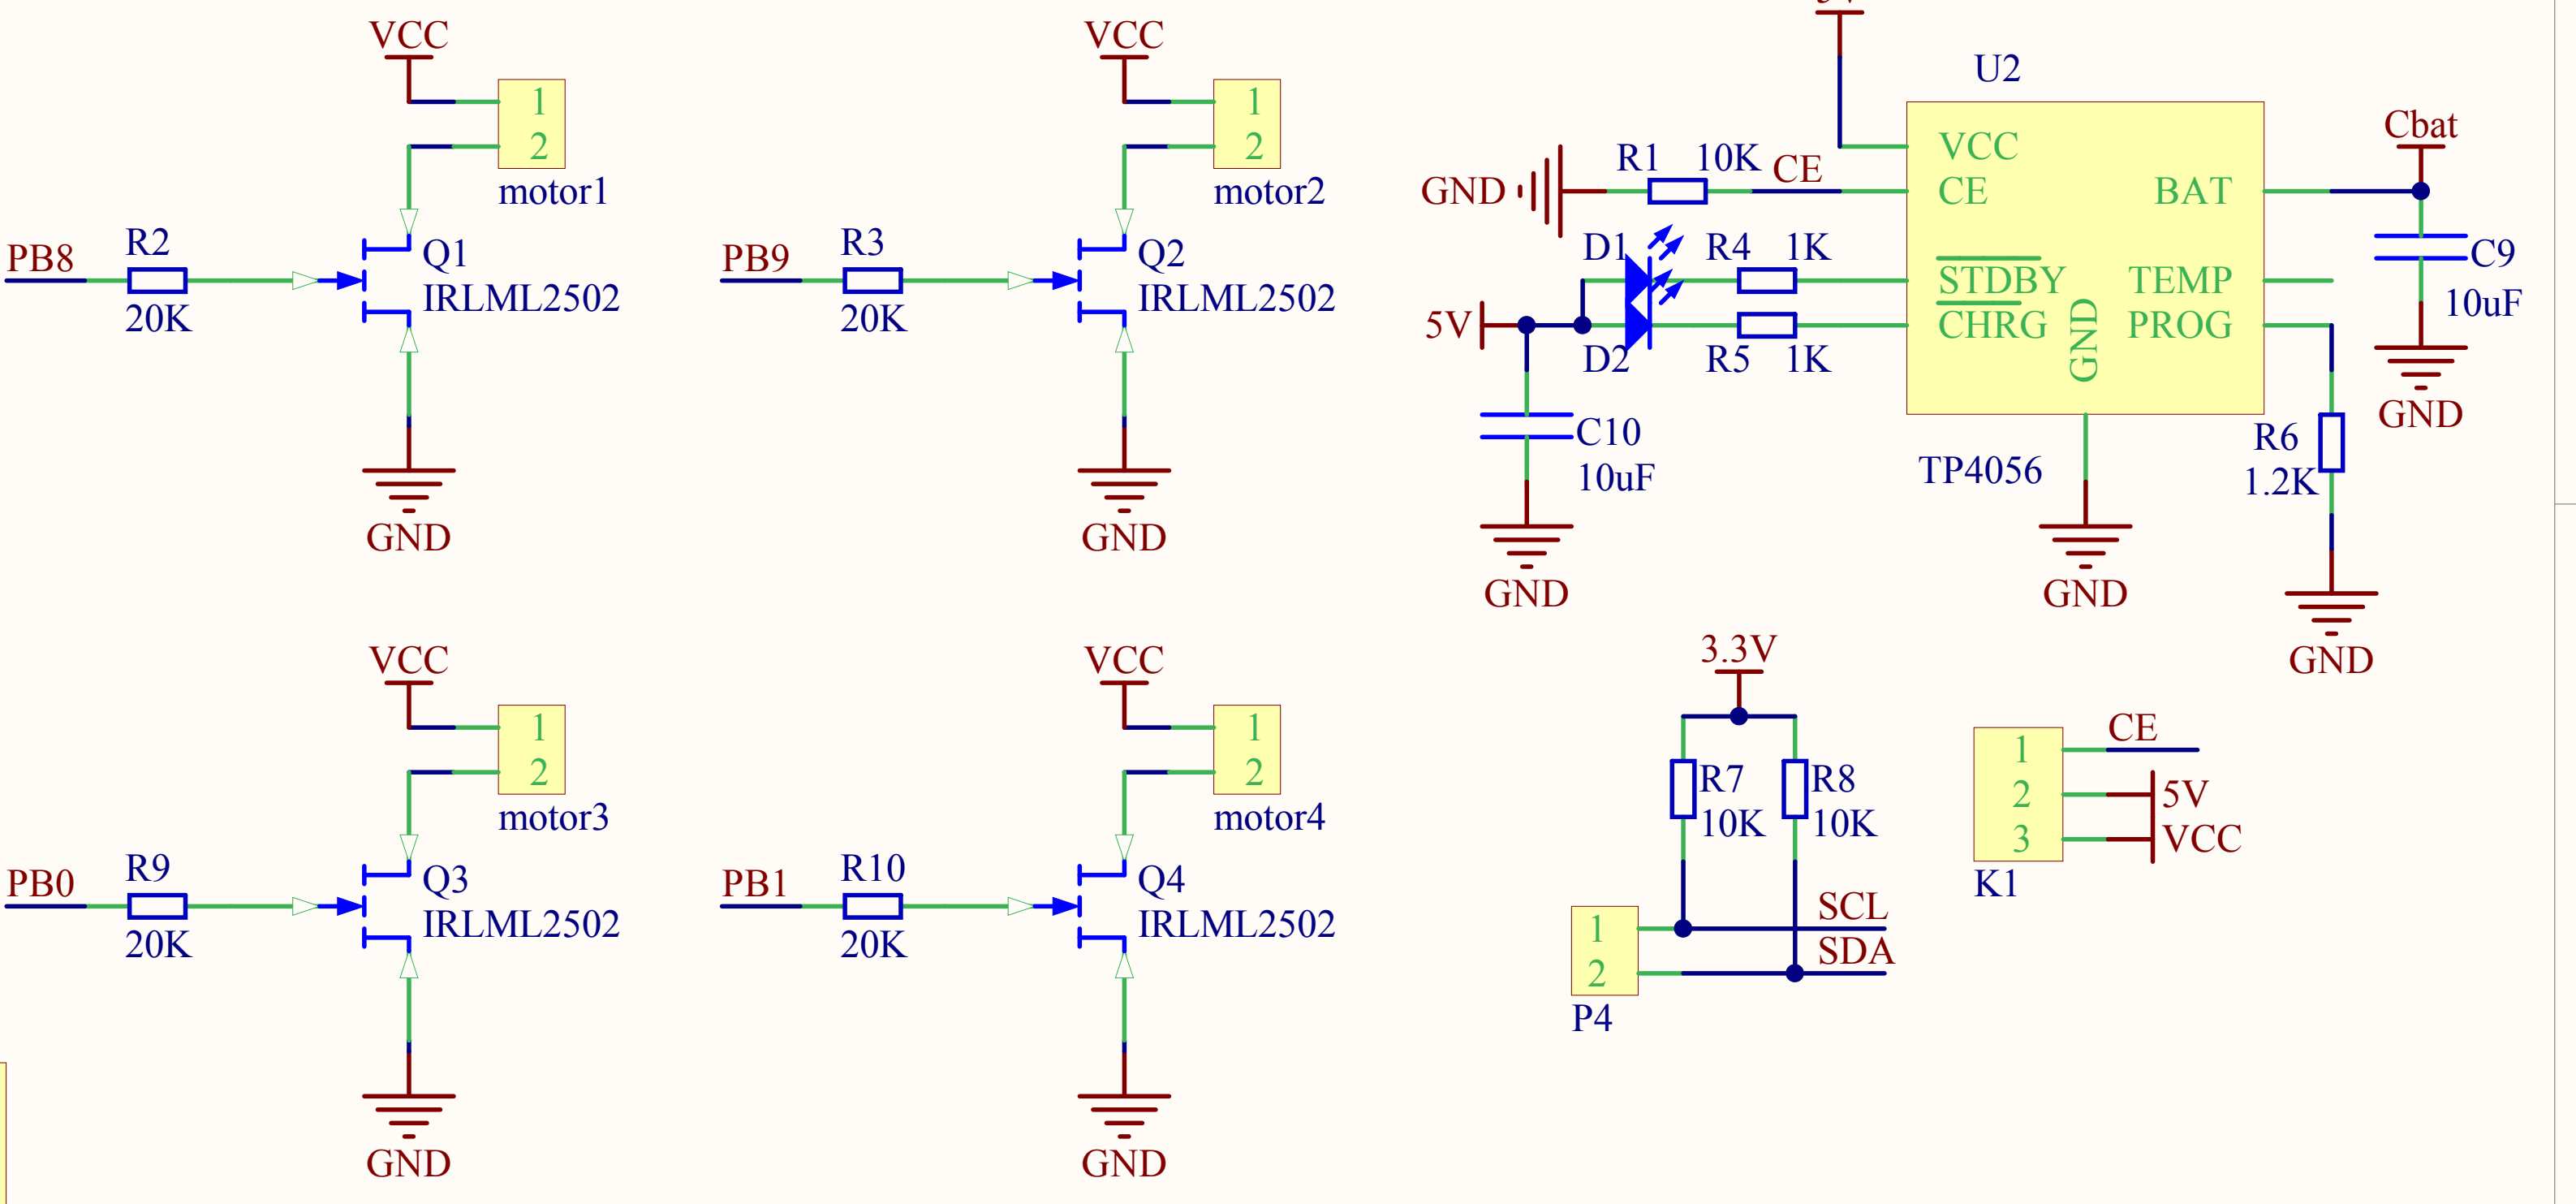 VCC
1
2
motor1
PB8
R2
20K
Q1
IRLML2502
GND
VCC
1
2
motor2
PB9
R3
20K
Q2
IRLML2502
GND
U2
VCC
CE
STDBY
CHRG
GND
BAT
TEMP
PROG
TP4056
GND
R1 10K
CE
D1
R4 1K
5V
D2
R5 1K
C10
10uF
GND
GND
Cbat
C9
10uF
GND
R6
1.2K
GND
VCC
1
2
motor3
PB0
R9
20K
Q3
IRLML2502
GND
VCC
1
2
motor4
PB1
R10
20K
Q4
IRLML2502
GND
3.3V
R7
10K
R8
10K
1
2
SCL
SDA
P4
1
2
3
CE
5V
VCC
K1